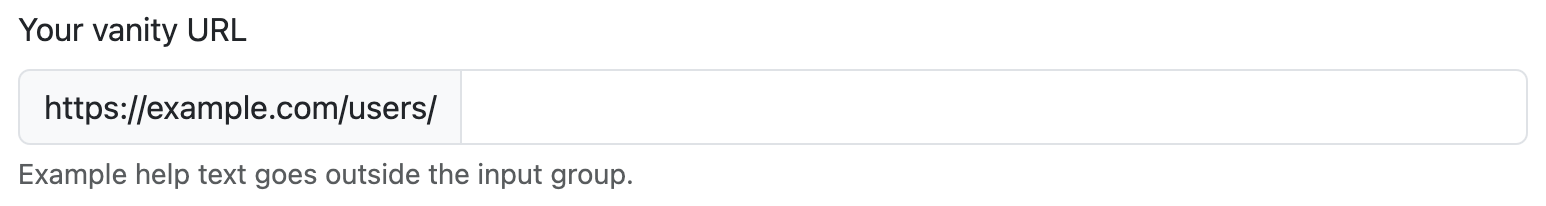 Your vanity URL
https://example.com/users/
Example help text goes outside the input group.